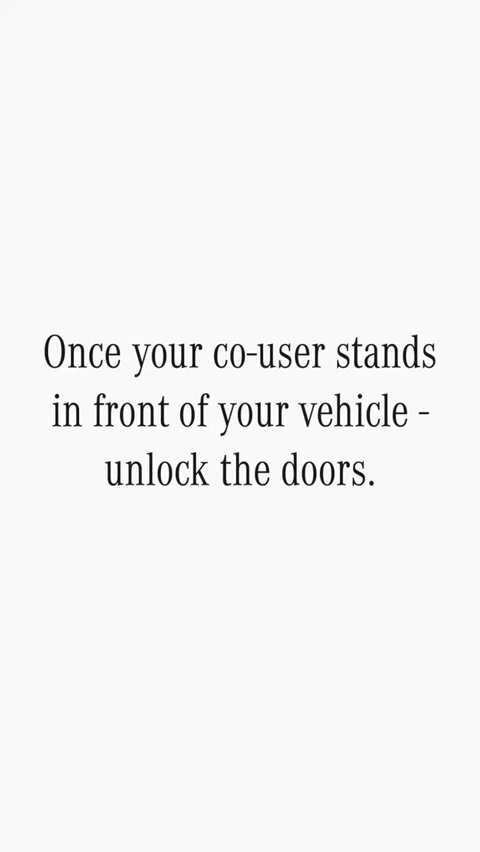 Once your co-user stands
in front of your vehicle -
unlock the doors.